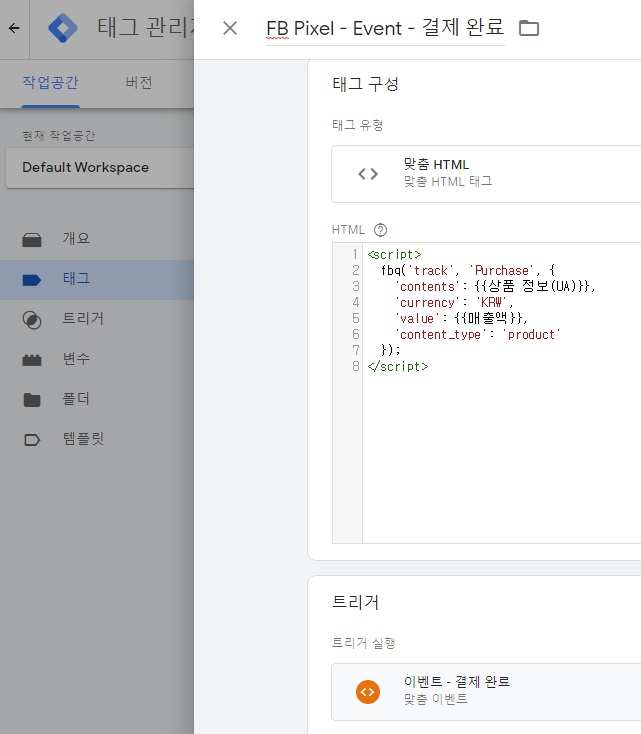 태그 관리
FB Pixel - Event - 결제 완료
작업공간
버전
현재 작업공간
Default Workspace
개요
태그
트리거
변수
폴더
템플릿
태그 구성
태그 유형
맞춤 HTML
맞춤 HTML 태그
HTML
1 <script>
2 fbq('track', 'Purchase', {
3 'contents': {{상품 정보(UA)}},
4 'currency': 'KRW',
5 'value': {{매출액}},
6 'content_type': 'product'
7 });
8 </script>
트리거
트리거 실행
이벤트 - 결제 완료
맞춤 이벤트